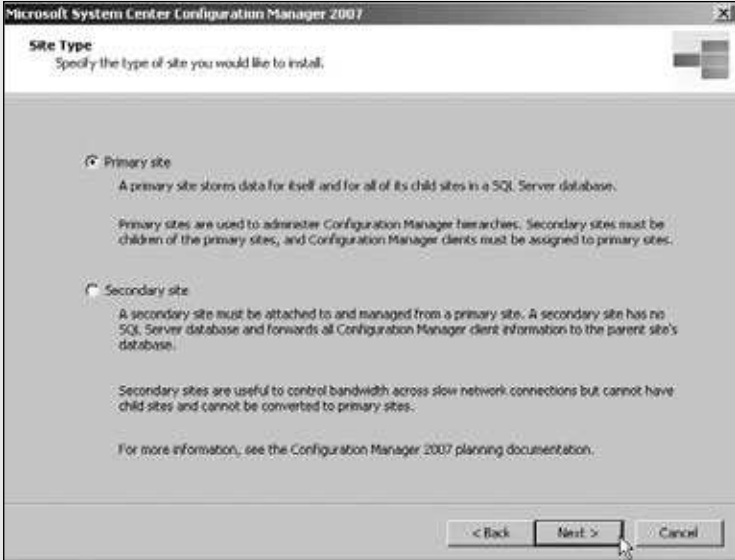 Microsoft System Center Configuration Manager 2007
Site Type
Specify the type of site you would like to install.
Primary site
A primary site stores data for itself and for all of its child sites in a SQL Server database.
Primary sites are used to administer Configuration Manager hierarchies. Secondary sites must be
children of the primary sites, and Configuration Manager clients must be assigned to primary sites.
Secondary site
A secondary site must be attached to and managed from a primary site. A secondary site has no
SQL Server database and forwards all Configuration Manager client information to the parent site's
database.
Secondary sites are useful to control bandwidth across slow network connections but cannot have
child sites and cannot be converted to primary sites.
For more information, see the Configuration Manager 2007 planning documentation.
< Back Next > Cancel